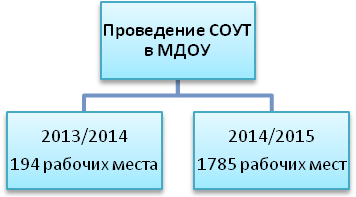 Проведение СОУТ
в МДОУ
2013/2014
194 рабочих места
2014/2015
1785 рабочих мест